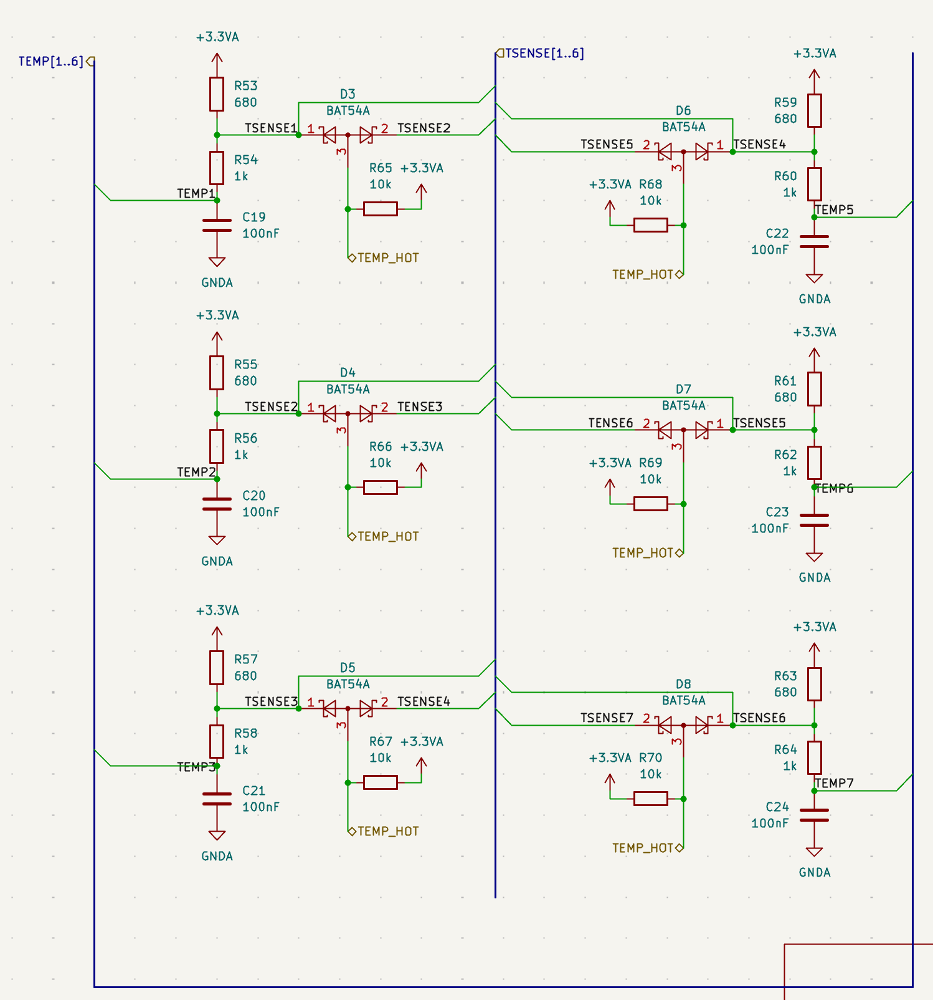 TEMP[1..6]
TSENSE[1..6]
+3.3VA
R53
680
TSENSE1
R54
1k
TEMP1
C19
100nF
GNDA
D3
BAT54A
1
2
3
TSENSE2
R65
10k
+3.3VA
TEMP_HOT
+3.3VA
R59
680
D6
BAT54A
TSENSE5
2
1
3
TSENSE4
R60
1k
+3.3VA
R68
10k
TEMP5
C22
100nF
TEMP_HOT
GNDA
+3.3VA
R55
680
TSENSE2
R56
1k
TEMP2
C20
100nF
GNDA
D4
BAT54A
1
2
3
TENSE3
R66
10k
+3.3VA
TEMP_HOT
+3.3VA
R61
680
D7
BAT54A
TENSE6
2
1
3
TSENSE5
R62
1k
+3.3VA
R69
10k
TEMP6
C23
100nF
TEMP_HOT
GNDA
+3.3VA
R57
680
TSENSE3
R58
1k
TEMP3
C21
100nF
GNDA
D5
BAT54A
1
2
3
TSENSE4
R67
10k
+3.3VA
TEMP_HOT
+3.3VA
R63
680
D8
BAT54A
TSENSE7
2
1
3
TSENSE6
R64
1k
+3.3VA
R70
10k
TEMP7
C24
100nF
TEMP_HOT
GNDA